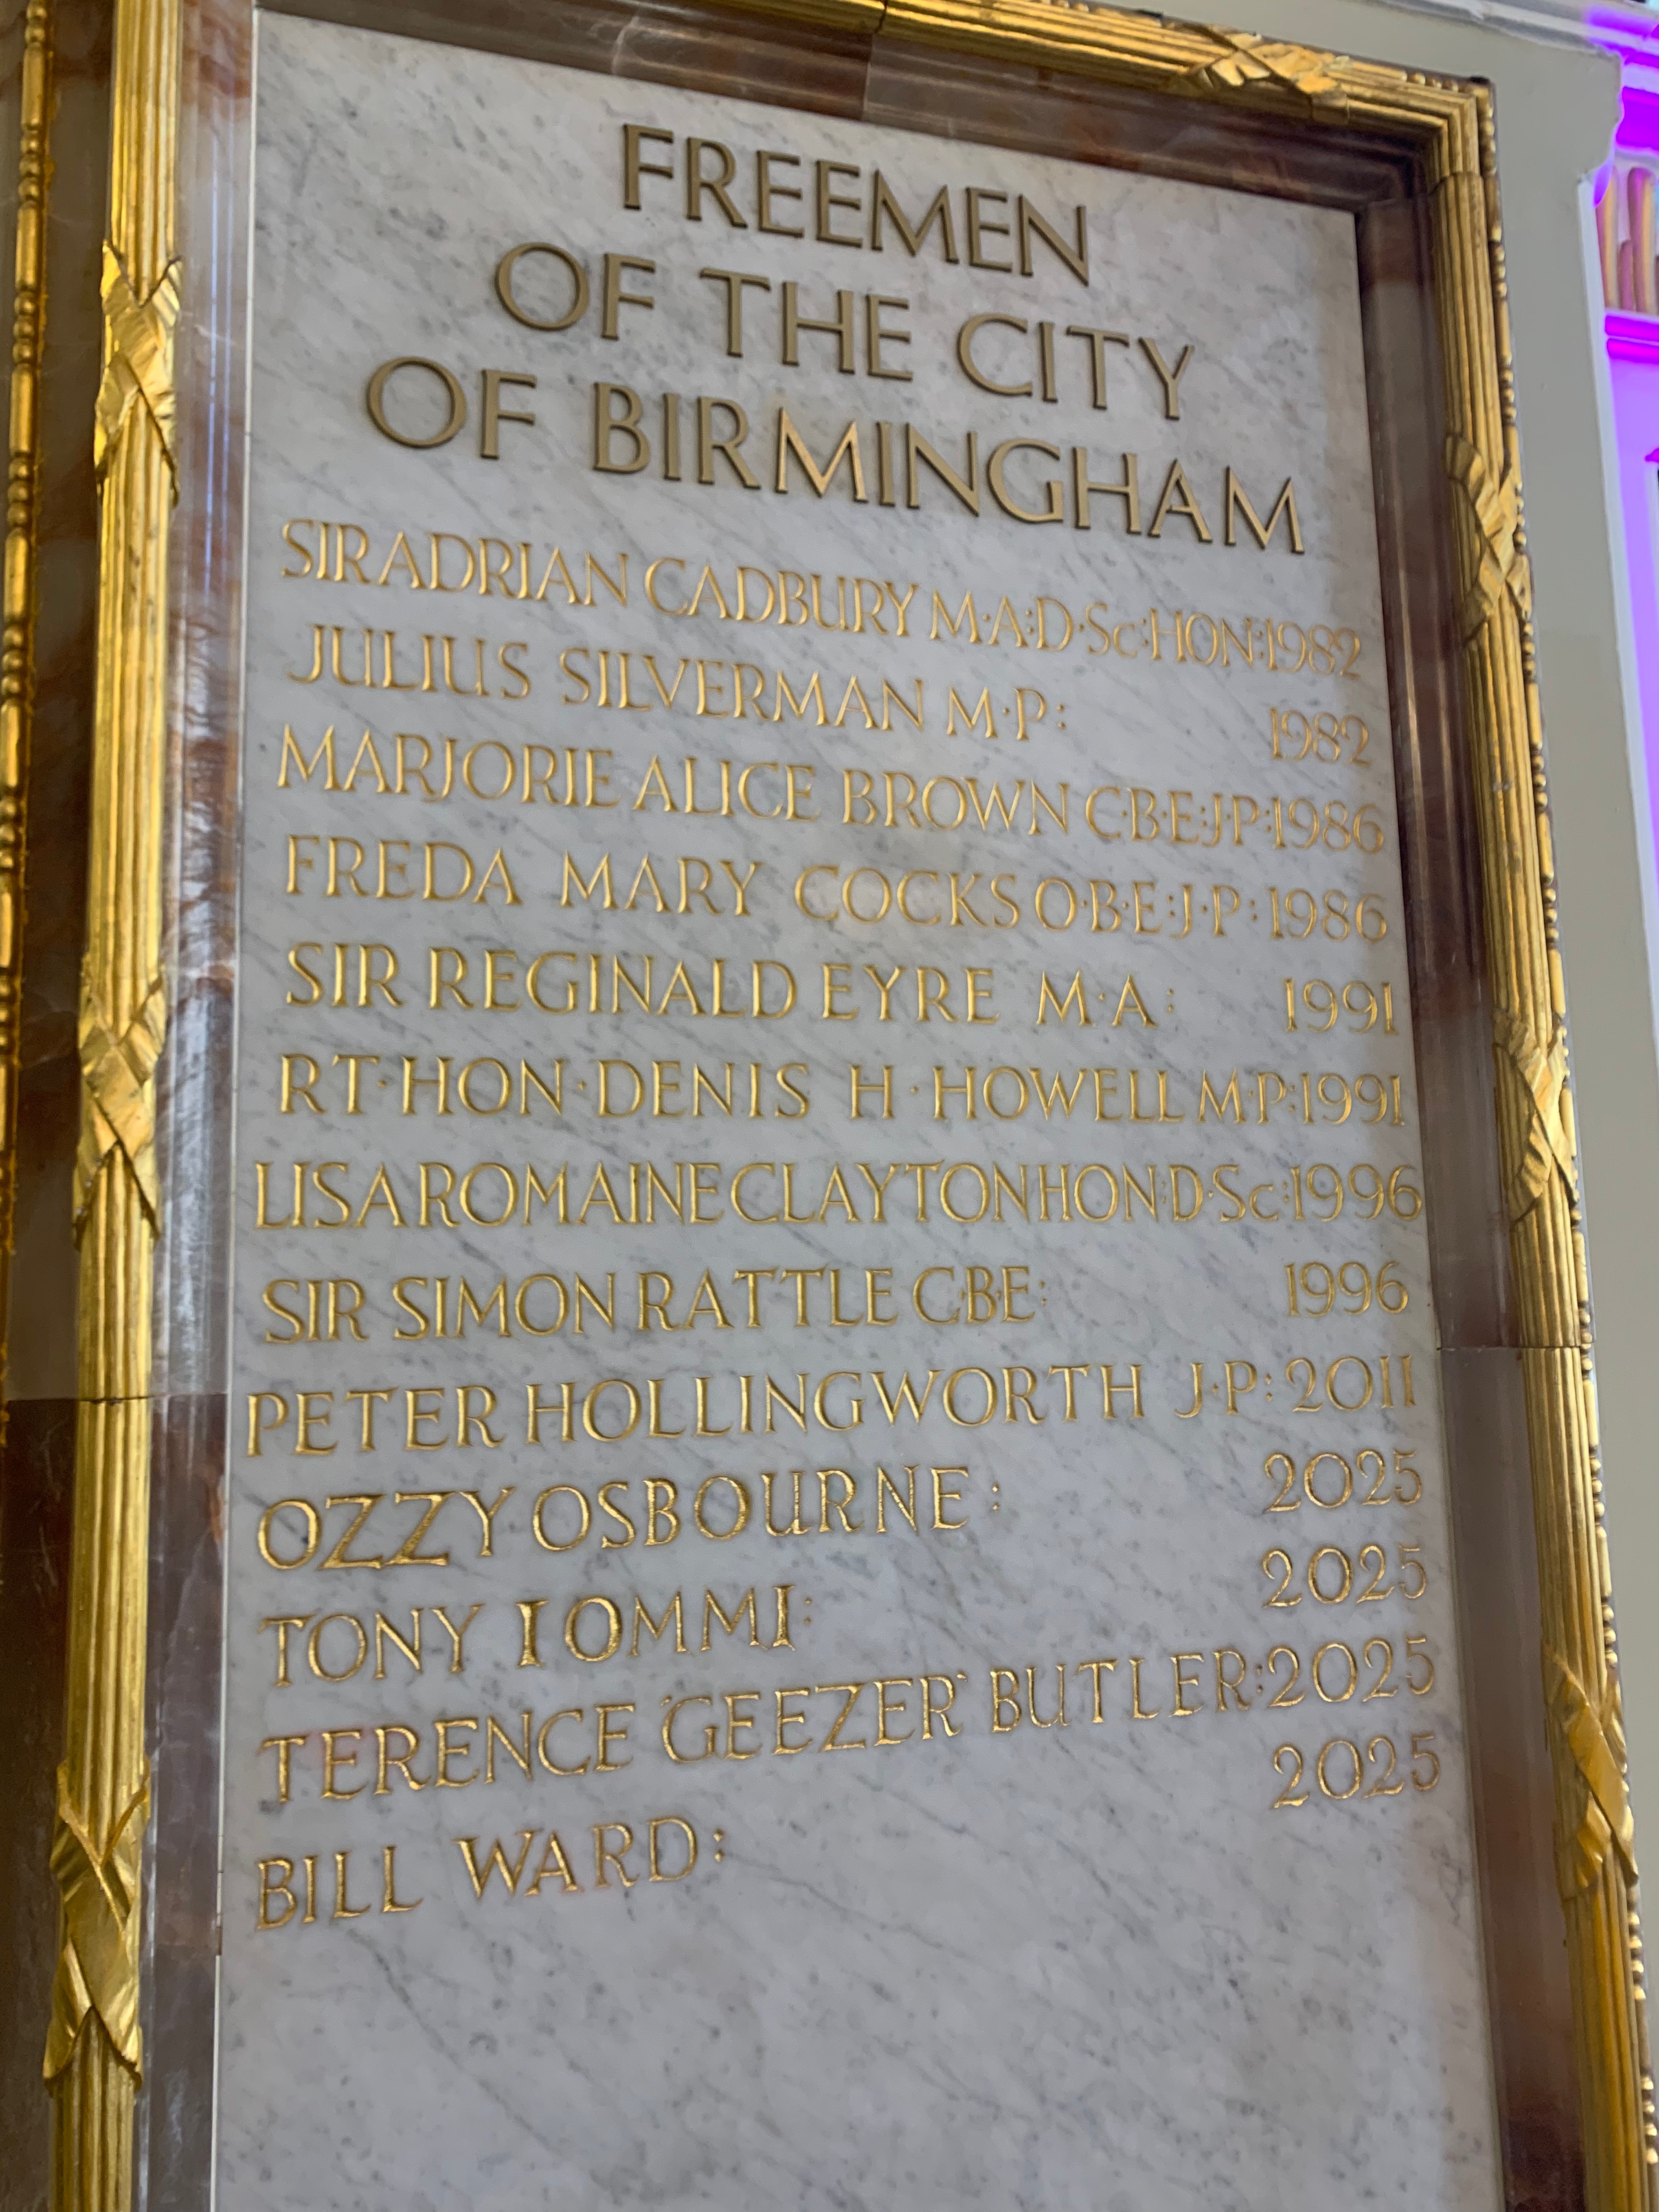 FREEMEN
OF THE CITY
OF BIRMINGHAM
SIR ADRIAN CADBURY M·A:D·Sc:HON:1982
JULIUS SILVERMAN M·P: 1982
MARJORIE ALICE BROWN C·B·E:J·P:1986
FREDA MARY COCKS O·B·E:J·P:1986
SIR REGINALD EYRE M·A: 1991
RT·HON·DENIS H·HOWELL M·P:1991
LISA ROMAINE CLAYTON HON:D·Sc:1996
SIR SIMON RATTLE C·B·E: 1996
PETER HOLLINGWORTH J·P: 2011
OZZY OSBOURNE: 2025
TONY IOMMI: 2025
TERENCE 'GEEZER' BUTLER:2025
BILL WARD: 2025